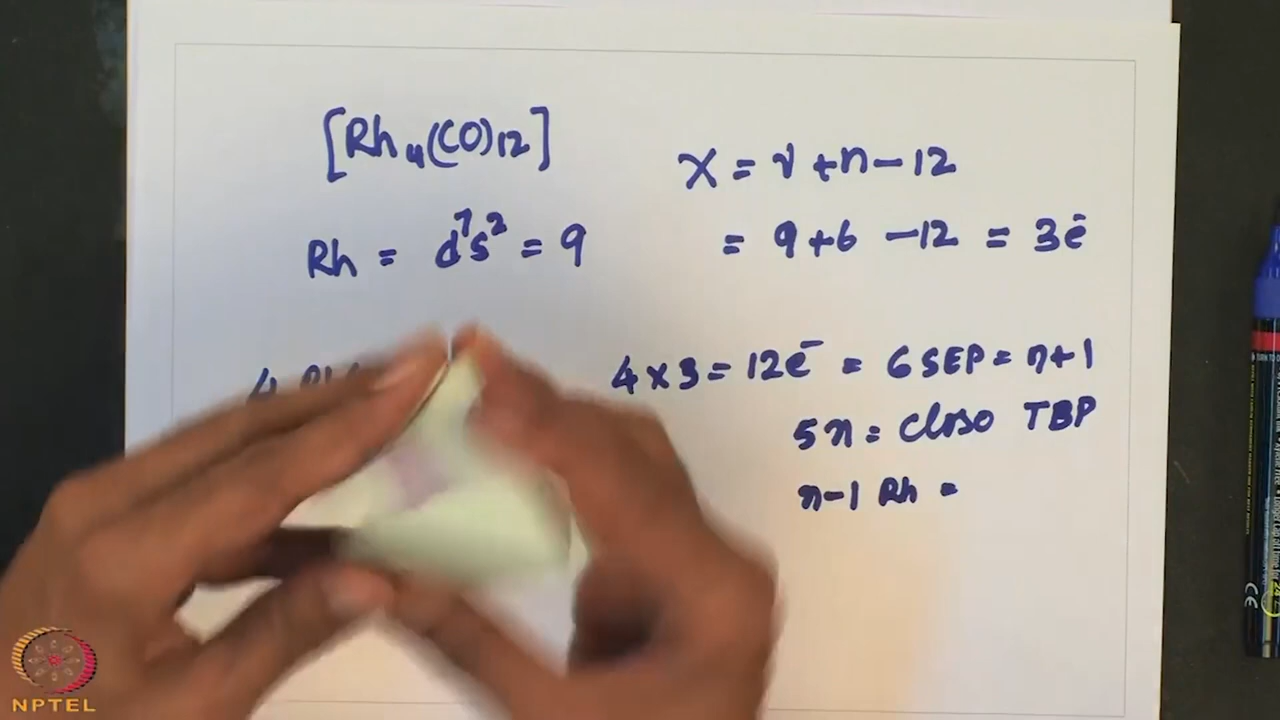 [Rh₄(CO)₁₂]
Rh = d⁷s² = 9
x = v + n - 12
= 9 + 6 - 12 = 3ē
4 × 3 = 12e⁻ = 6 SEP = n+1
5n = Closo TBP
n-1 Rh =
NPTEL